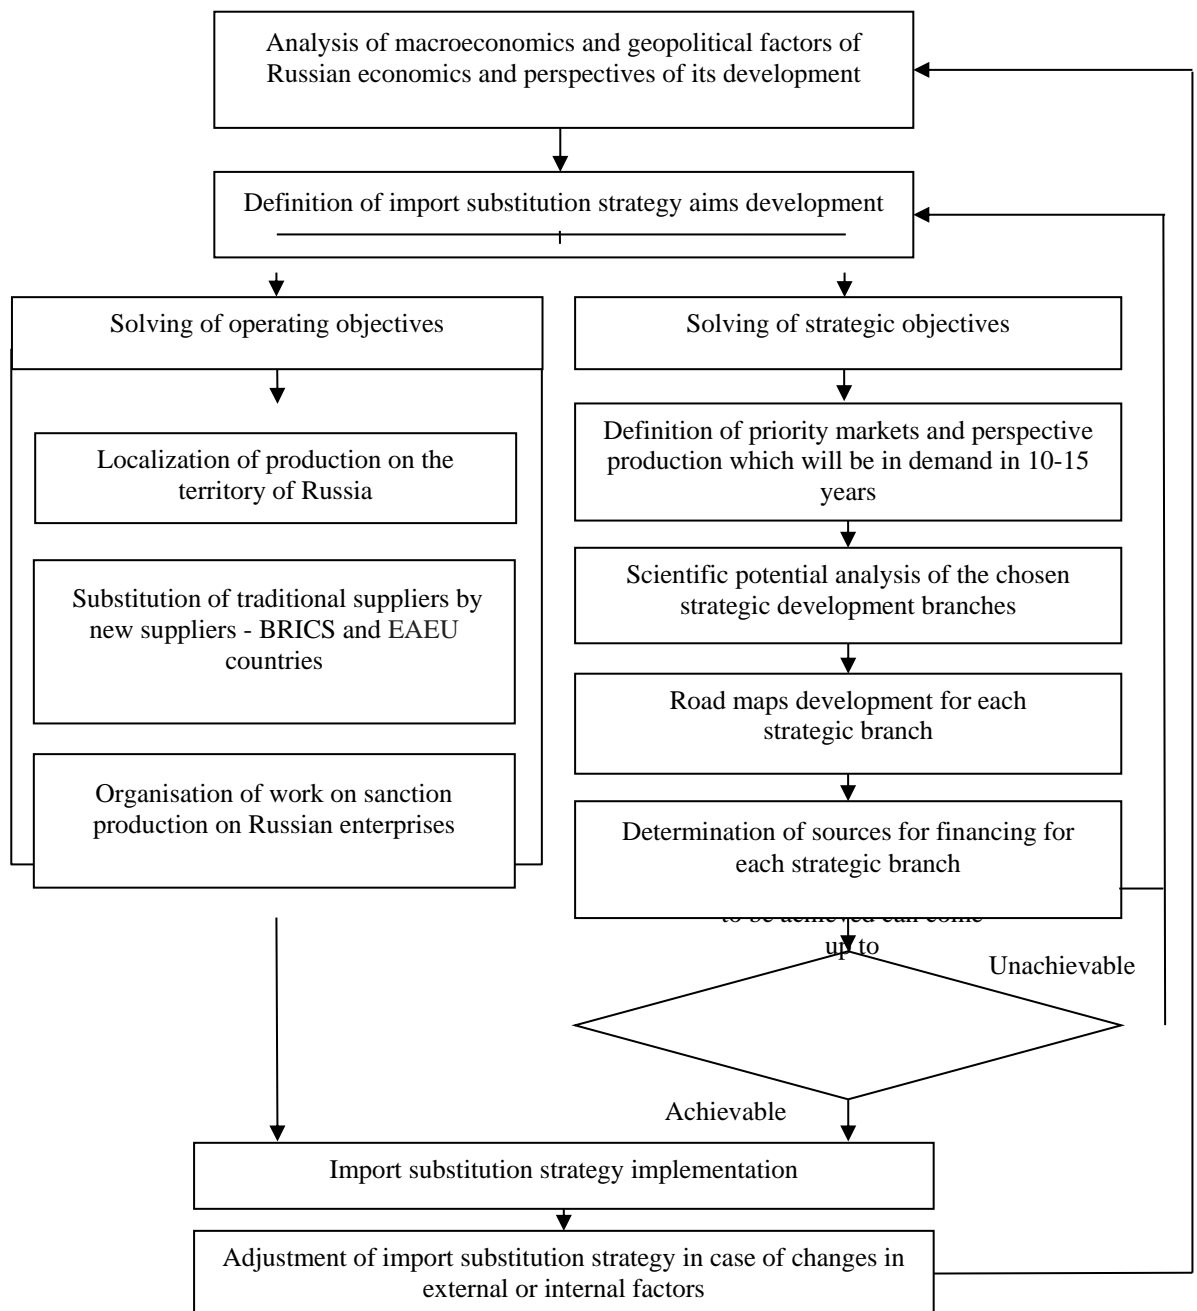 Analysis of macroeconomics and geopolitical factors of
Russian economics and perspectives of its development
Definition of import substitution strategy aims development
Solving of operating objectives
Solving of strategic objectives
Localization of production on the
territory of Russia
Substitution of traditional suppliers by
new suppliers - BRICS and EAEU
countries
Organisation of work on sanction
production on Russian enterprises
Definition of priority markets and perspective
production which will be in demand in 10-15
years
Scientific potential analysis of the chosen
strategic development branches
Road maps development for each
strategic branch
Determination of sources for financing for
each strategic branch
to be achieved can come
up to
Unachievable
Achievable
Import substitution strategy implementation
Adjustment of import substitution strategy in case of changes in
external or internal factors